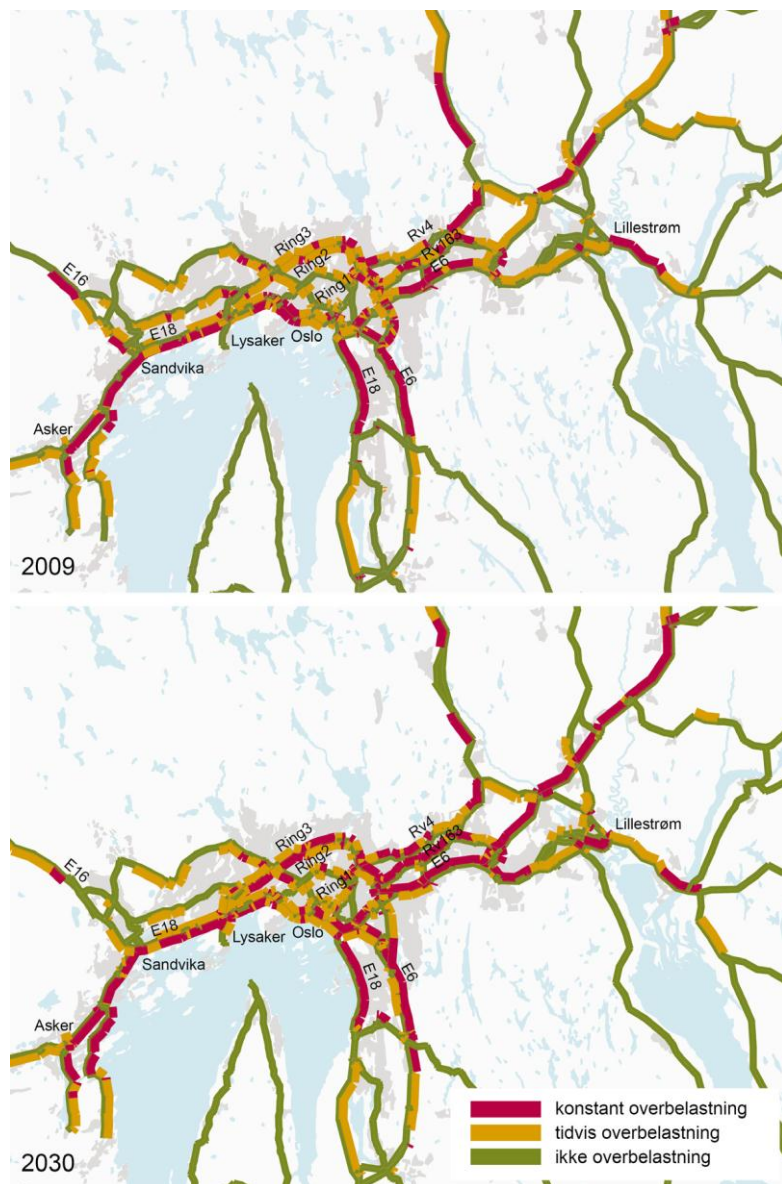 E16
E18
Sandvika
Asker
Lysaker
Oslo
Ring3
Ring2
Ring1
Rv4
Rv163
E6
E18
E6
Lillestrøm
2009
E16
E18
Sandvika
Asker
Lysaker
Oslo
Ring3
Ring2
Ring1
Rv4
Rv163
E6
E18
E6
Lillestrøm
2030
konstant overbelastning
tidvis overbelastning
ikke overbelastning